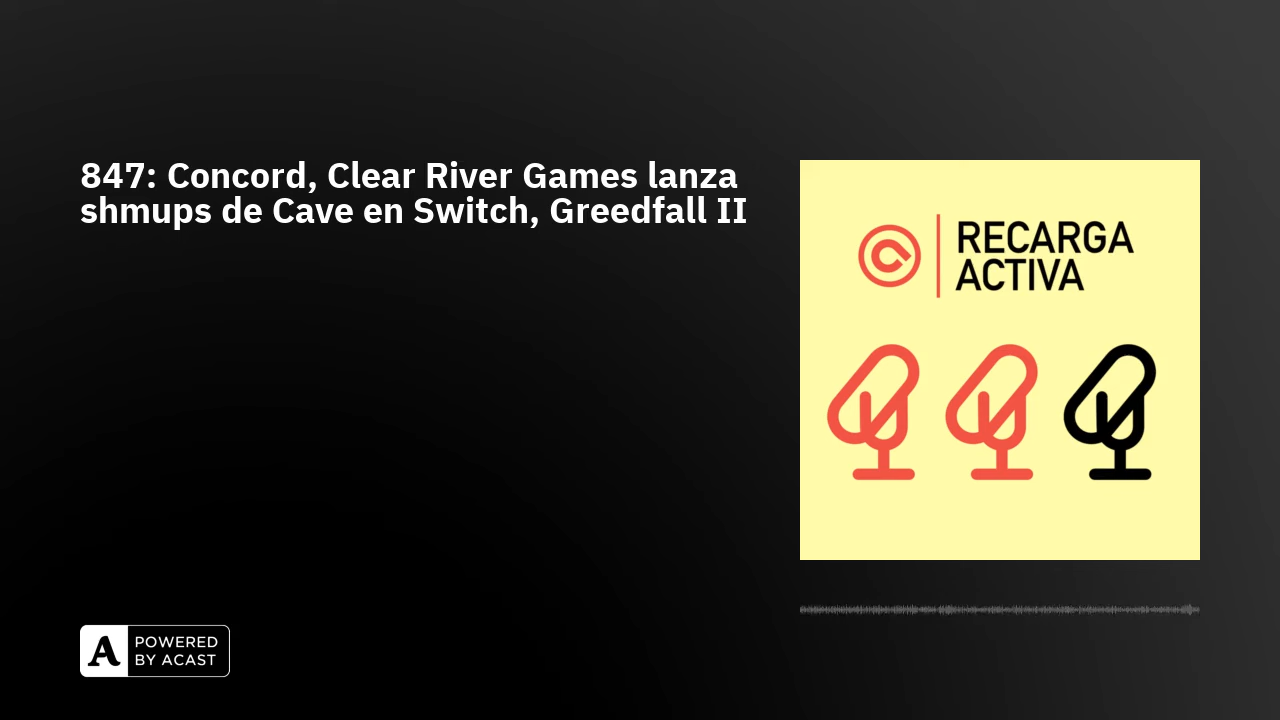 847: Concord, Clear River Games lanza
shmups de Cave en Switch, Greedfall II
RECARGA
ACTIVA
A POWERED
BY ACAST